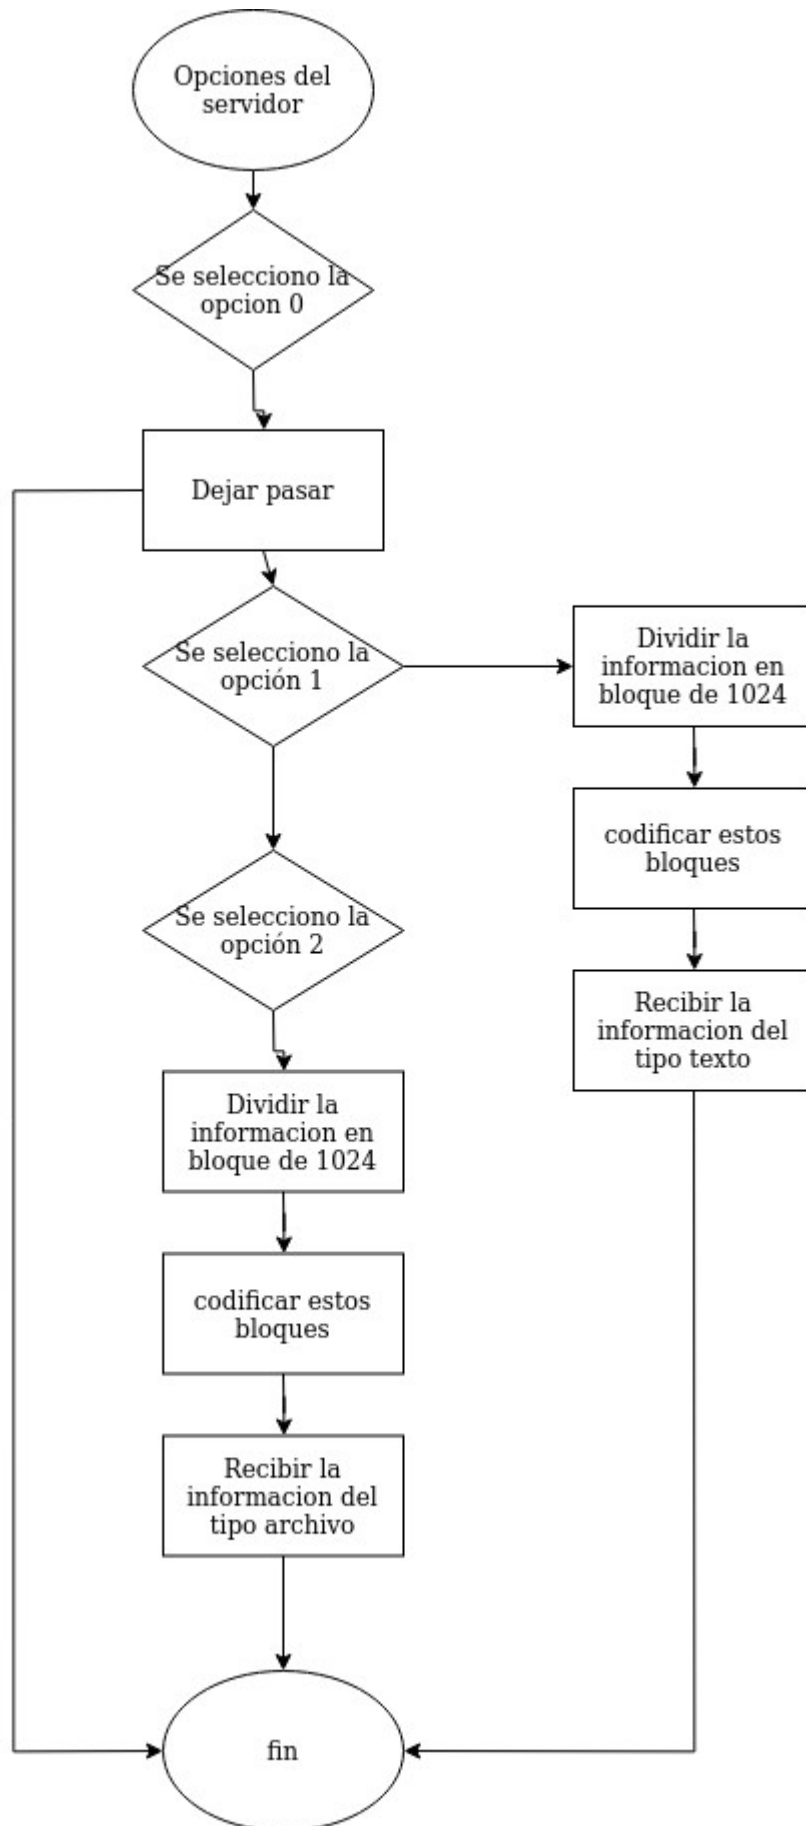 Opciones del
servidor
Se selecciono la
opcion 0
Dejar pasar
Se selecciono la
opción 1
Dividir la
informacion en
bloque de 1024
codificar estos
bloques
Recibir la
informacion del
tipo texto
Se selecciono la
opción 2
Dividir la
informacion en
bloque de 1024
codificar estos
bloques
Recibir la
informacion del
tipo archivo
fin